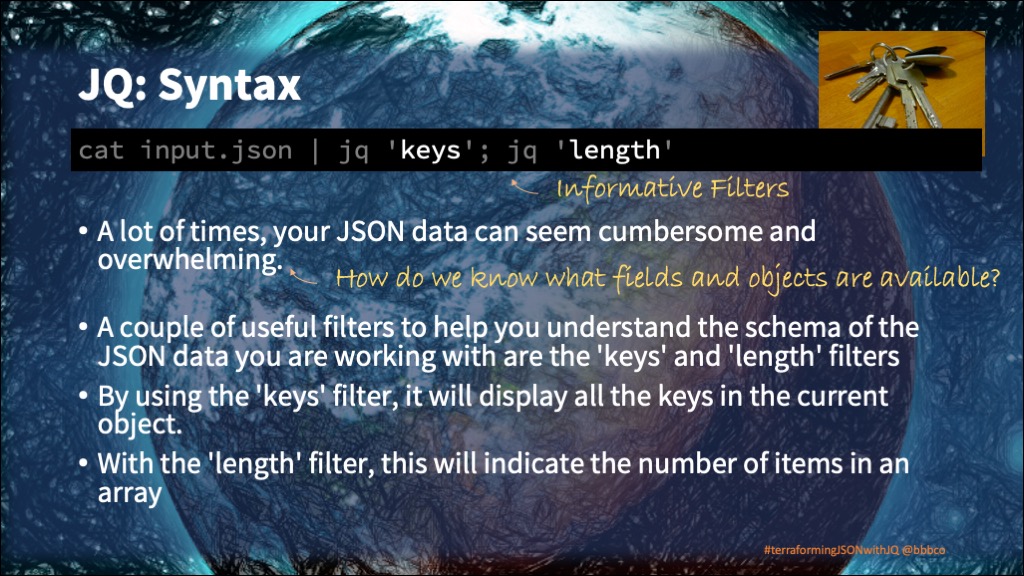 JQ: Syntax
cat input.json | jq 'keys'; jq 'length'
Informative Filters
• A lot of times, your JSON data can seem cumbersome and
overwhelming.
How do we know what fields and objects are available?
• A couple of useful filters to help you understand the schema of the
JSON data you are working with are the 'keys' and 'length' filters
• By using the 'keys' filter, it will display all the keys in the current
object.
• With the 'length' filter, this will indicate the number of items in an
array
#terraformingJSONwithJQ @bbbco